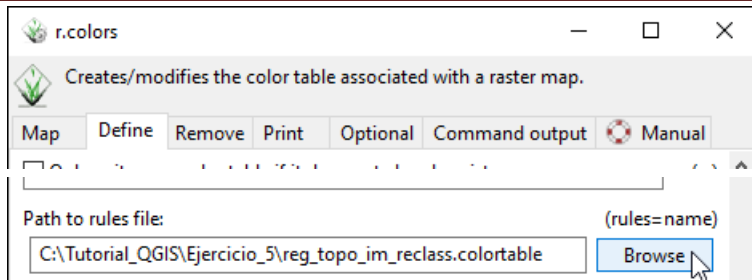 r.colors
Creates/modifies the color table associated with a raster map.
Map Define Remove Print Optional Command output Manual
Path to rules file: (rules=name)
C:\Tutorial_QGIS\Ejercicio_5\reg_topo_im_reclass.colortable Browse